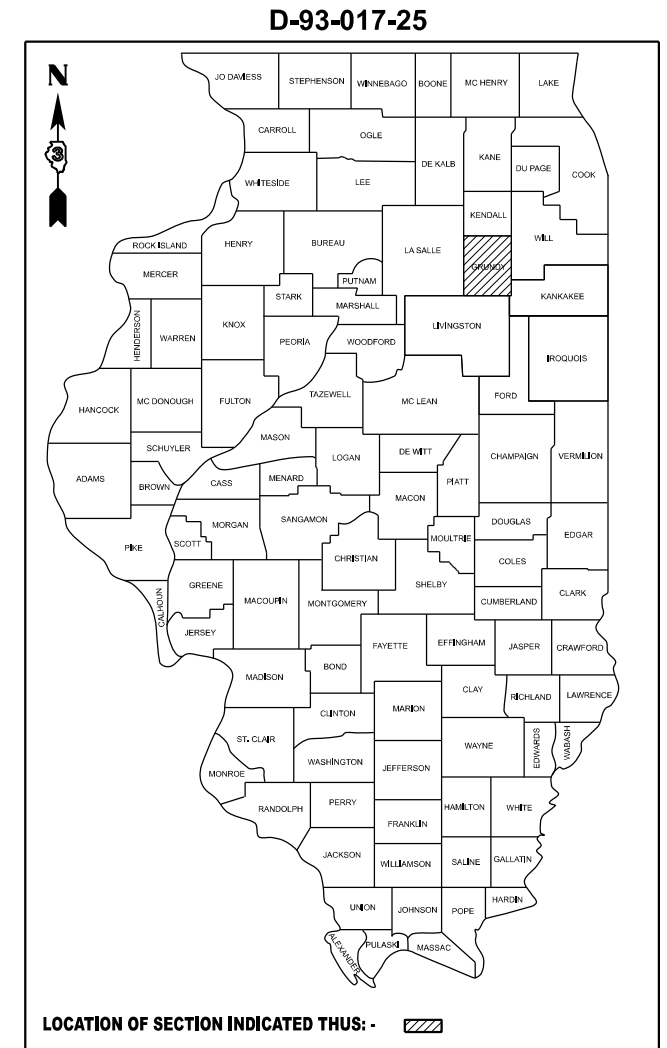 D-93-017-25
N
3
JO DAVIESS STEPHENSON WINNEBAGO BOONE MC HENRY LAKE
CARROLL OGLE DE KALB KANE DU PAGE COOK
WHITESIDE LEE
KENDALL
ROCK ISLAND HENRY BUREAU LA SALLE WILL
MERCER PUTNAM GRUNDY
STARK MARSHALL KANKAKEE
HENDERSON WARREN KNOX PEORIA WOODFORD LIVINGSTON IROQUOIS
HANCOCK MC DONOUGH FULTON TAZEWELL MC LEAN FORD
MASON
SCHUYLER LOGAN DE WITT CHAMPAIGN VERMILION
ADAMS BROWN CASS MENARD PIATT
MACON
MORGAN SANGAMON DOUGLAS
PIKE SCOTT CHRISTIAN MOULTRIE EDGAR
COLES
GREENE SHELBY
CALHOUN MACOUPIN MONTGOMERY CUMBERLAND CLARK
JERSEY
FAYETTE EFFINGHAM JASPER CRAWFORD
MADISON BOND
CLAY RICHLAND LAWRENCE
CLINTON MARION
ST. CLAIR WAYNE EDWARDS WABASH
WASHINGTON JEFFERSON
MONROE
RANDOLPH PERRY HAMILTON WHITE
FRANKLIN
JACKSON WILLIAMSON SALINE GALLATIN
UNION JOHNSON POPE HARDIN
ALEXANDER PULASKI MASSAC
LOCATION OF SECTION INDICATED THUS: -